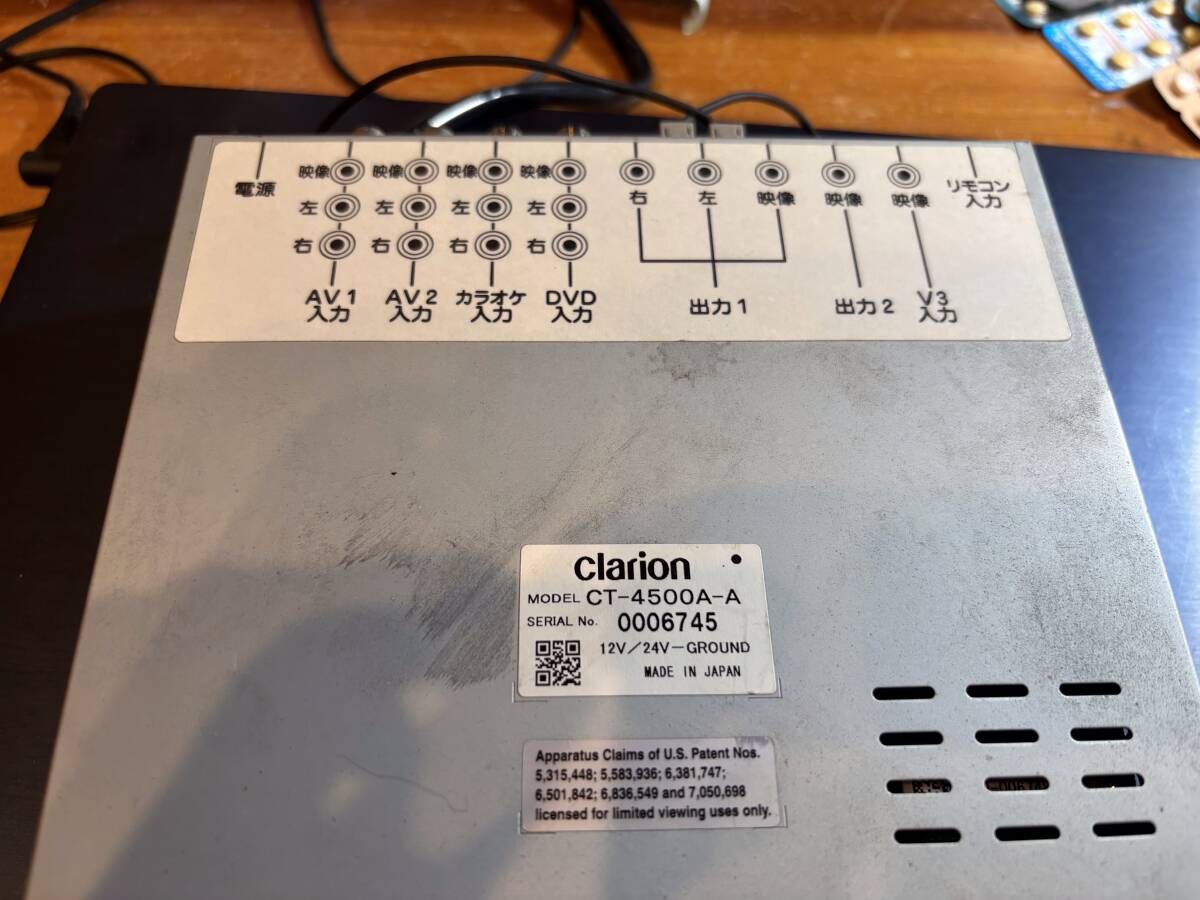 電源
映像 映像 映像 映像
左 左 左 左
右 右 右 右
AV1 入力
AV2 入力
カラオケ 入力
DVD 入力
右 左 映像
出力1
映像
出力2
映像
V3 入力
リモコン 入力
clarion
MODEL CT-4500A-A
SERIAL No. 0006745
12V/24V-GROUND
MADE IN JAPAN
Apparatus Claims of U.S. Patent Nos.
5,315,448; 5,583,936; 6,381,747;
6,501,842; 6,836,549 and 7,050,698
licensed for limited viewing uses only.